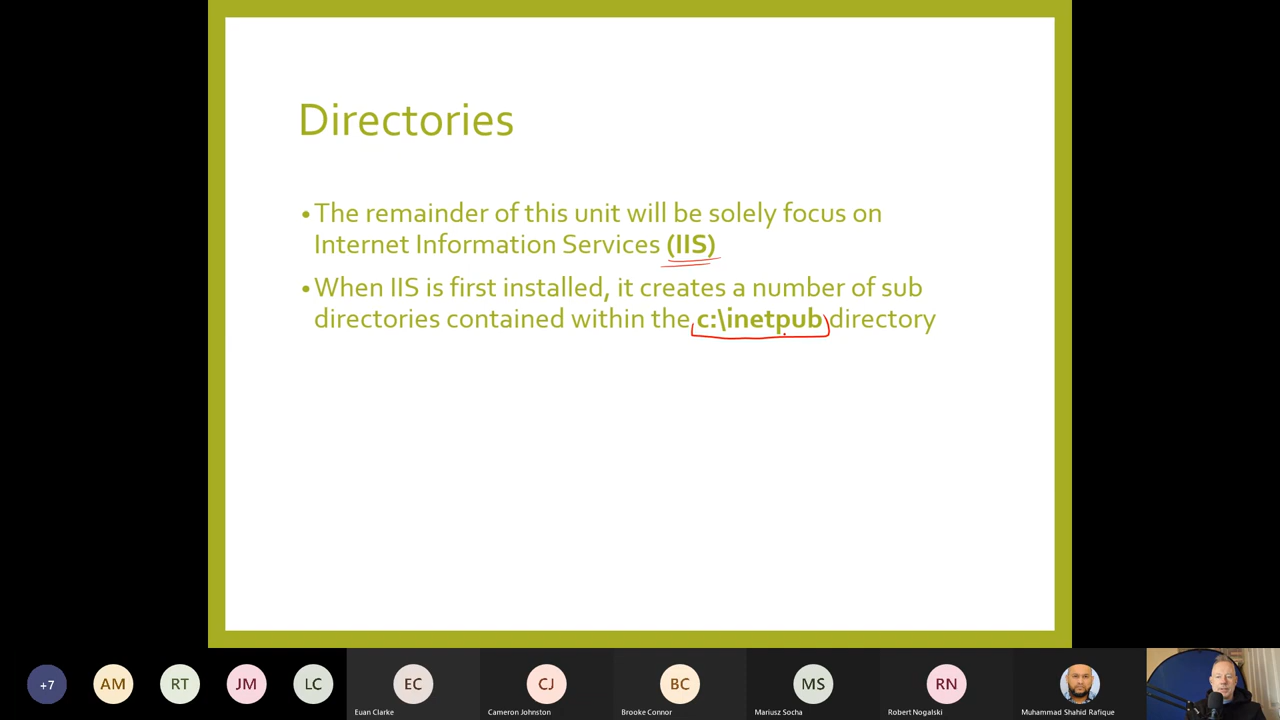 Directories
•The remainder of this unit will be solely focus on
Internet Information Services (IIS)
•When IIS is first installed, it creates a number of sub
directories contained within the c:\inetpub directory
+7
AM
RT
JM
LC
EC
CJ
BC
MS
RN
Euan Clarke
Cameron Johnston
Brooke Connor
Mariusz Socha
Robert Nogalski
Muhammad Shahid Rafique